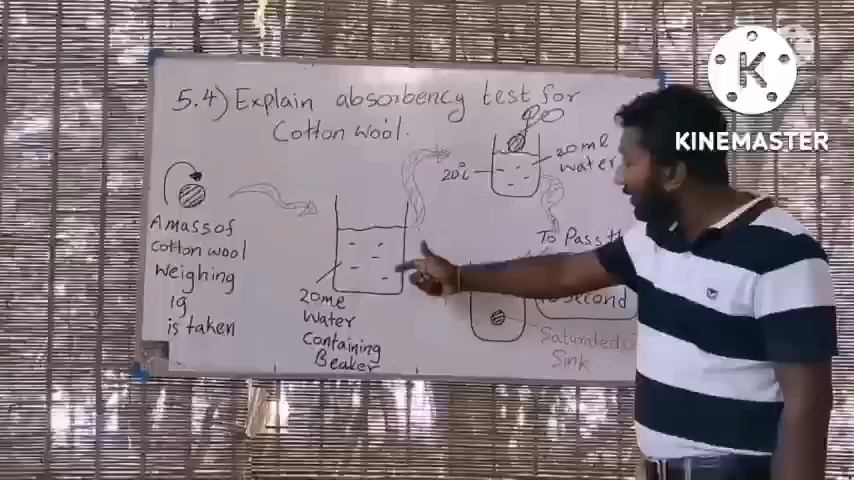 5.4) Explain absorbency test for
Cotton wool.
A mass of
cotton wool
weighing
1g
is taken
20ml
Water
Containing
Beaker
20°c
20ml
water
To Pass th
Second
Saturated
Sink
K
KINEMASTER